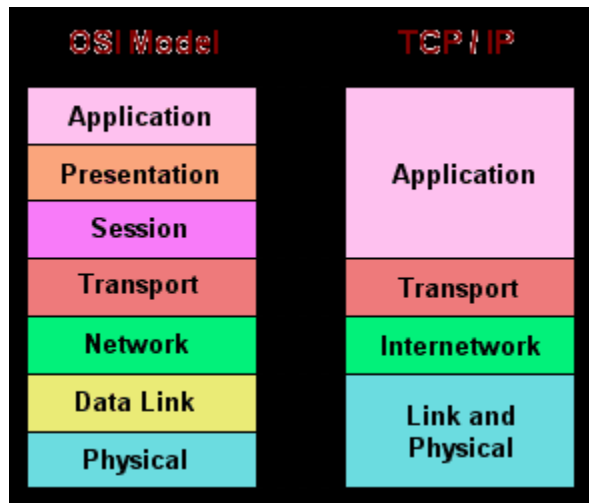 OSI Model
Application
Presentation
Session
Transport
Network
Data Link
Physical
TCP / IP
Application
Transport
Internetwork
Link and
Physical